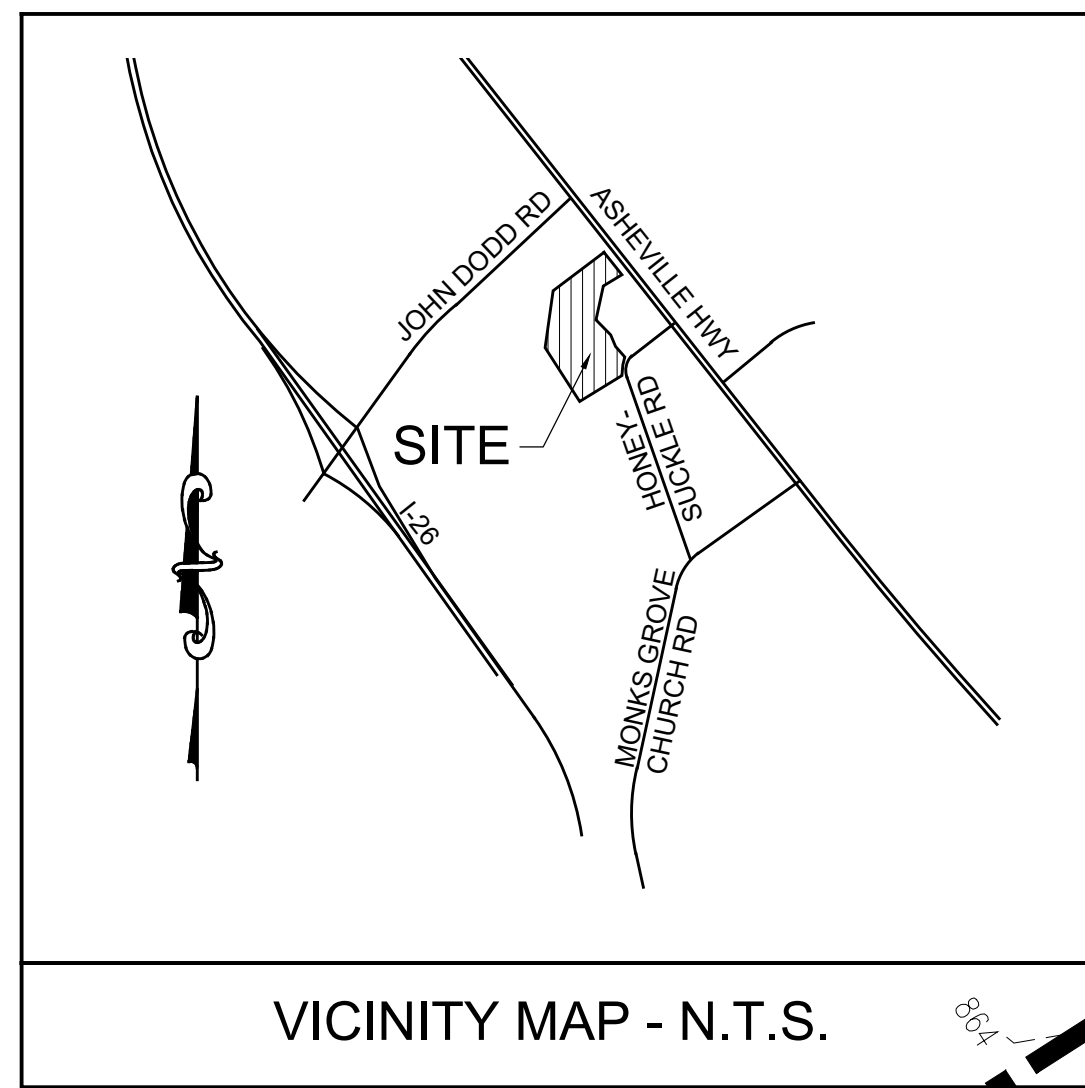 JOHN DODD RD
ASHEVILLE HWY
SITE
HONEY-
SUCKLE RD
I-26
MONKS GROVE
CHURCH RD
VICINITY MAP - N.T.S.
864